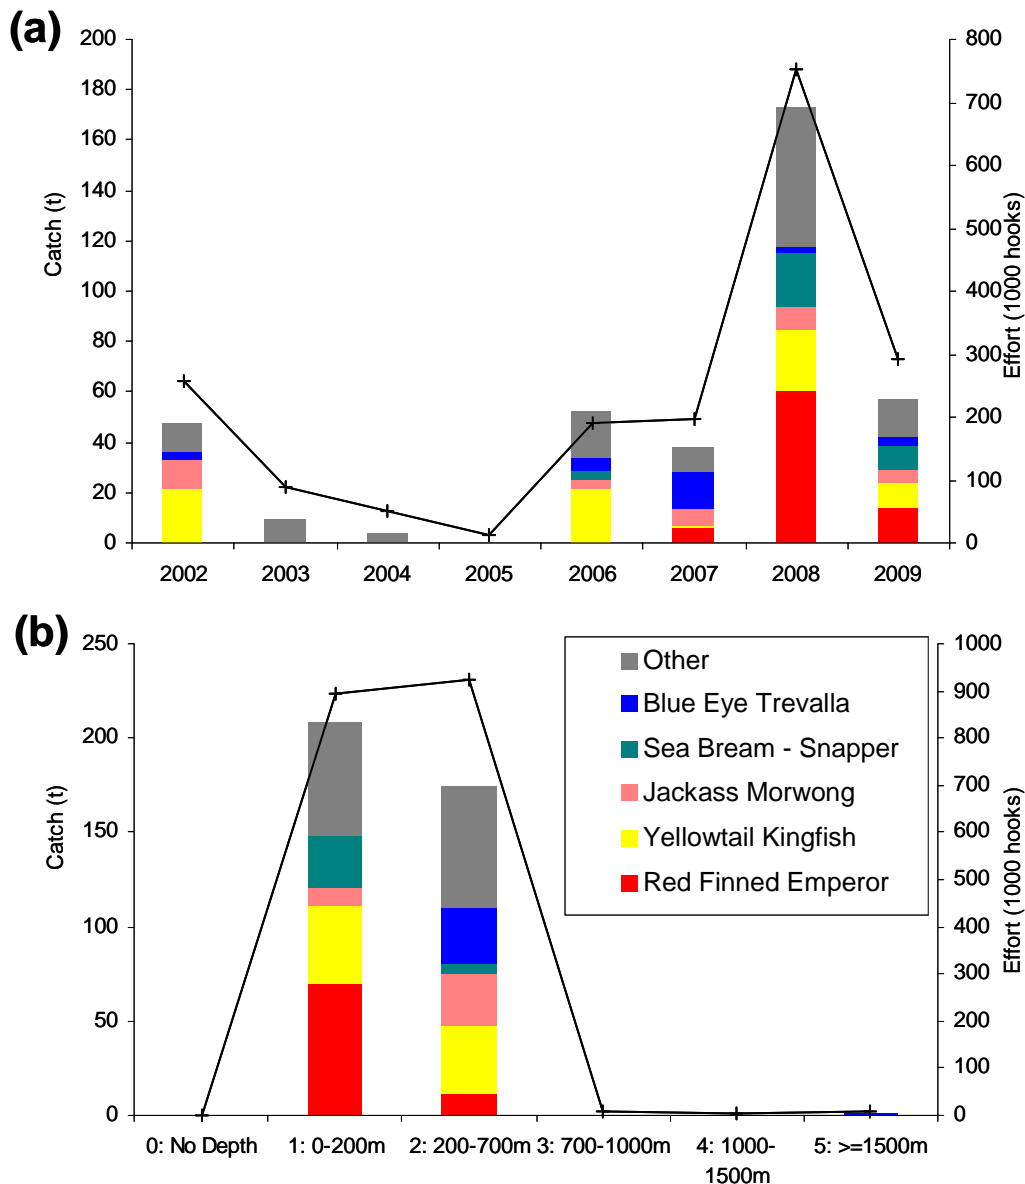 (a)
200
180
160
140
120
100
80
60
40
20
0
Catch (t)
800
700
600
500
400
300
200
100
0
Effort (1000 hooks)
2002 2003 2004 2005 2006 2007 2008 2009
(b)
250
200
150
100
50
0
Catch (t)
Other
Blue Eye Trevalla
Sea Bream - Snapper
Jackass Morwong
Yellowtail Kingfish
Red Finned Emperor
1000
900
800
700
600
500
400
300
200
100
0
Effort (1000 hooks)
0: No Depth 1: 0-200m 2: 200-700m 3: 700-1000m 4: 1000- 5: >=1500m
1500m